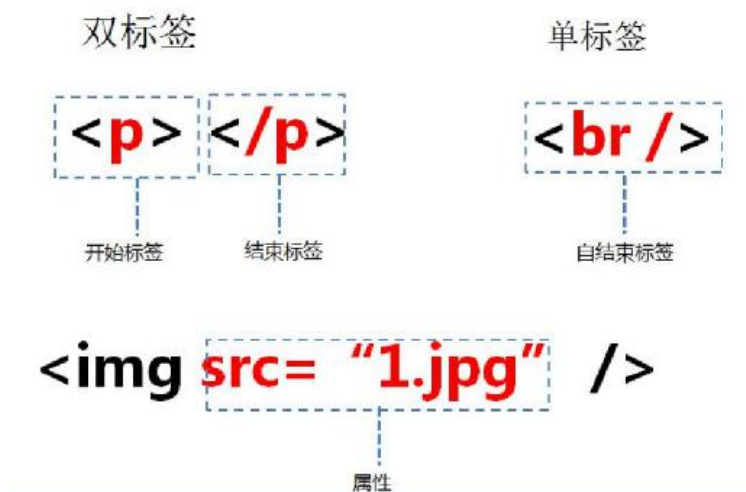 双标签 单标签
<p> </p> <br />
开始标签 结束标签 自结束标签
<img src= “1.jpg” />
属性